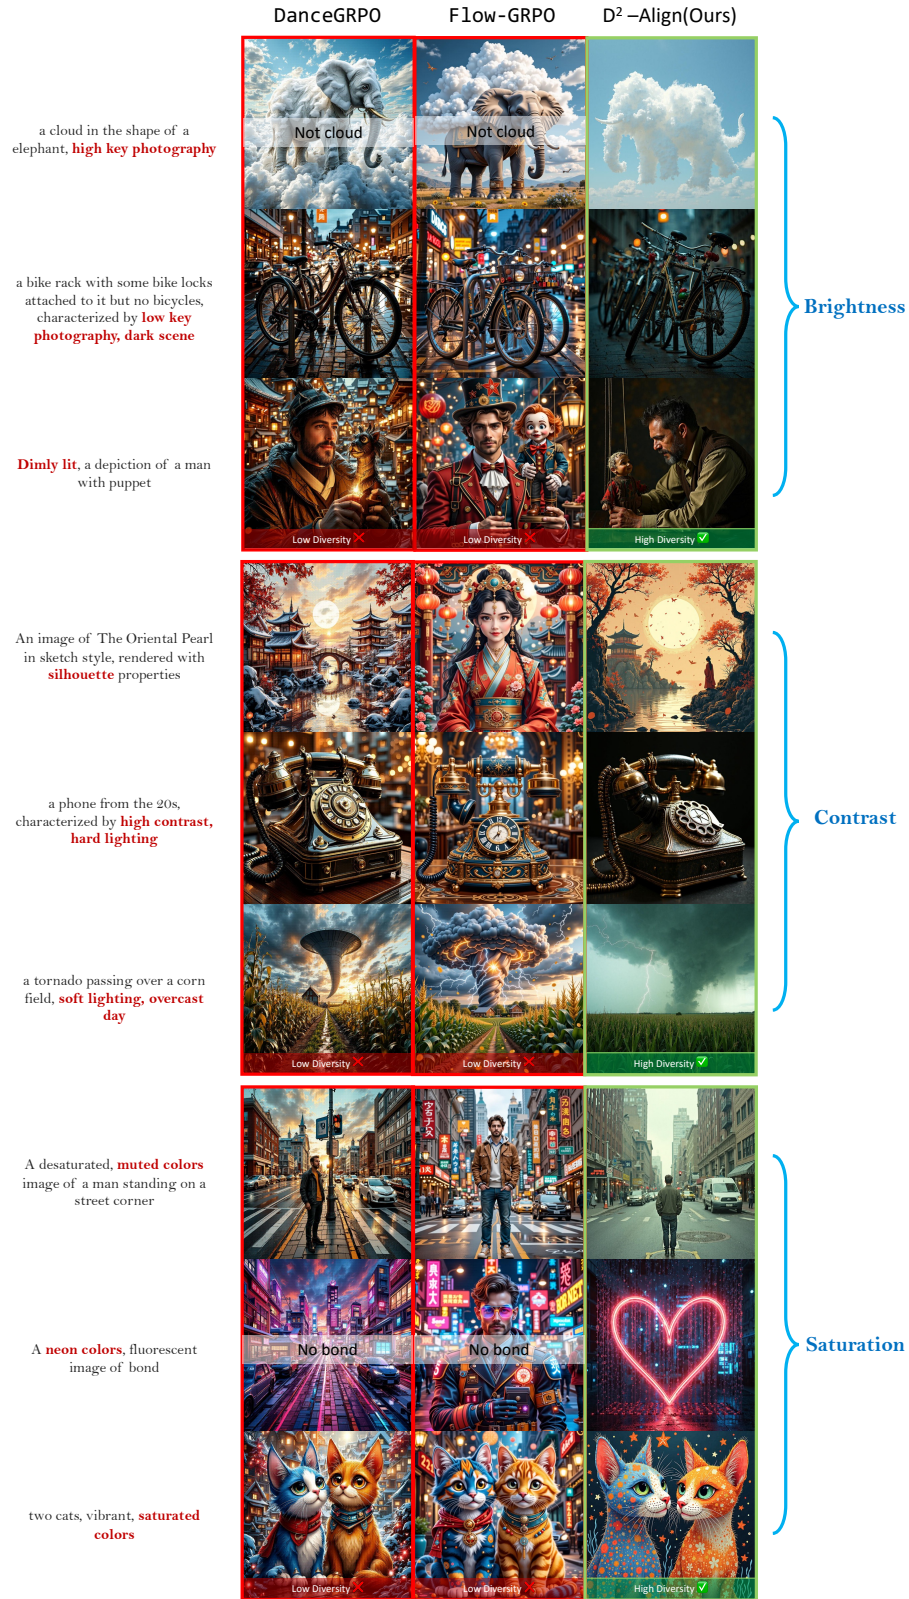 DanceGRPO Flow-GRPO D² –Align(Ours)
a cloud in the shape of a
elephant, high key photography
Not cloud
Not cloud
a bike rack with some bike locks
attached to it but no bicycles,
characterized by low key
photography, dark scene
Brightness
Dimly lit, a depiction of a man
with puppet
Low Diversity ❌
Low Diversity ❌
High Diversity ✅
An image of The Oriental Pearl
in sketch style, rendered with
silhouette properties
a phone from the 20s,
characterized by high contrast,
hard lighting
Contrast
a tornado passing over a corn
field, soft lighting, overcast
day
Low Diversity ❌
Low Diversity ❌
High Diversity ✅
A desaturated, muted colors
image of a man standing on a
street corner
A neon colors, fluorescent
image of bond
No bond
No bond
Saturation
two cats, vibrant, saturated
colors
Low Diversity ❌
Low Diversity ❌
High Diversity ✅